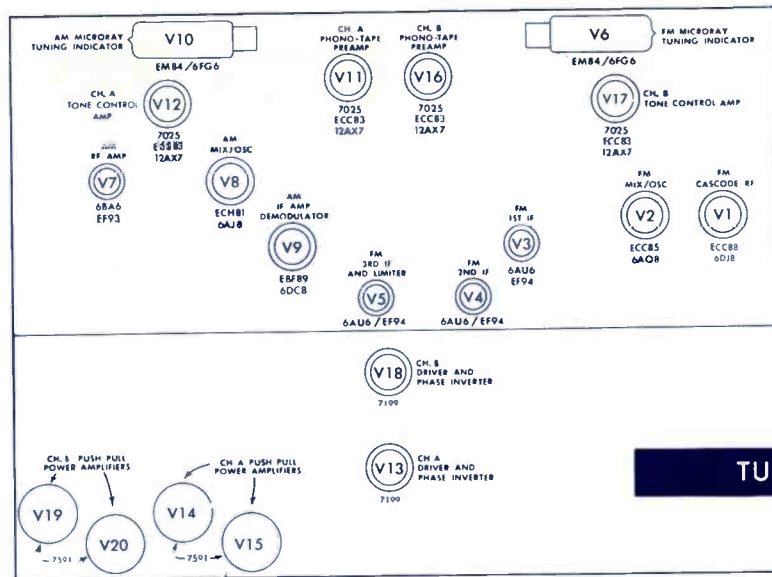 AM MICRORAY
TUNING INDICATOR
V10
EM84/6FG6
CH. A
PHONO-TAPE
PREAMP
V11
7025
ECC83
12AX7
CH. B
PHONO-TAPE
PREAMP
V16
7025
ECC83
12AX7
V6
FM MICRORAY
TUNING INDICATOR
EM84/6FG6
CH. A
TONE CONTROL
AMP
V12
7025
ECC83
12AX7
V17
CH. B
TONE CONTROL AMP
7025
ECC83
12AX7
AM
RF AMP
V7
6BA6
EF93
AM
MIX/OSC
V8
ECH81
6AJ8
AM
IF AMP
DEMODULATOR
V9
EBF89
6DC8
FM
3RD IF
AND LIMITER
V5
6AU6/EF94
FM
2ND IF
V4
6AU6/EF94
FM
1ST IF
V3
6AU6
EF94
FM
MIX/OSC
V2
ECC85
6AQ8
FM
CASCODE RF
V1
ECC88
6DJ8
V18
CH. B
DRIVER AND
PHASE INVERTER
7199
V13
CH A
DRIVER AND
PHASE INVERTER
7199
CH. B PUSH PULL
POWER AMPLIFIERS
V19
V20
7591
CH A PUSH PULL
POWER AMPLIFIERS
V14
V15
7591
TU